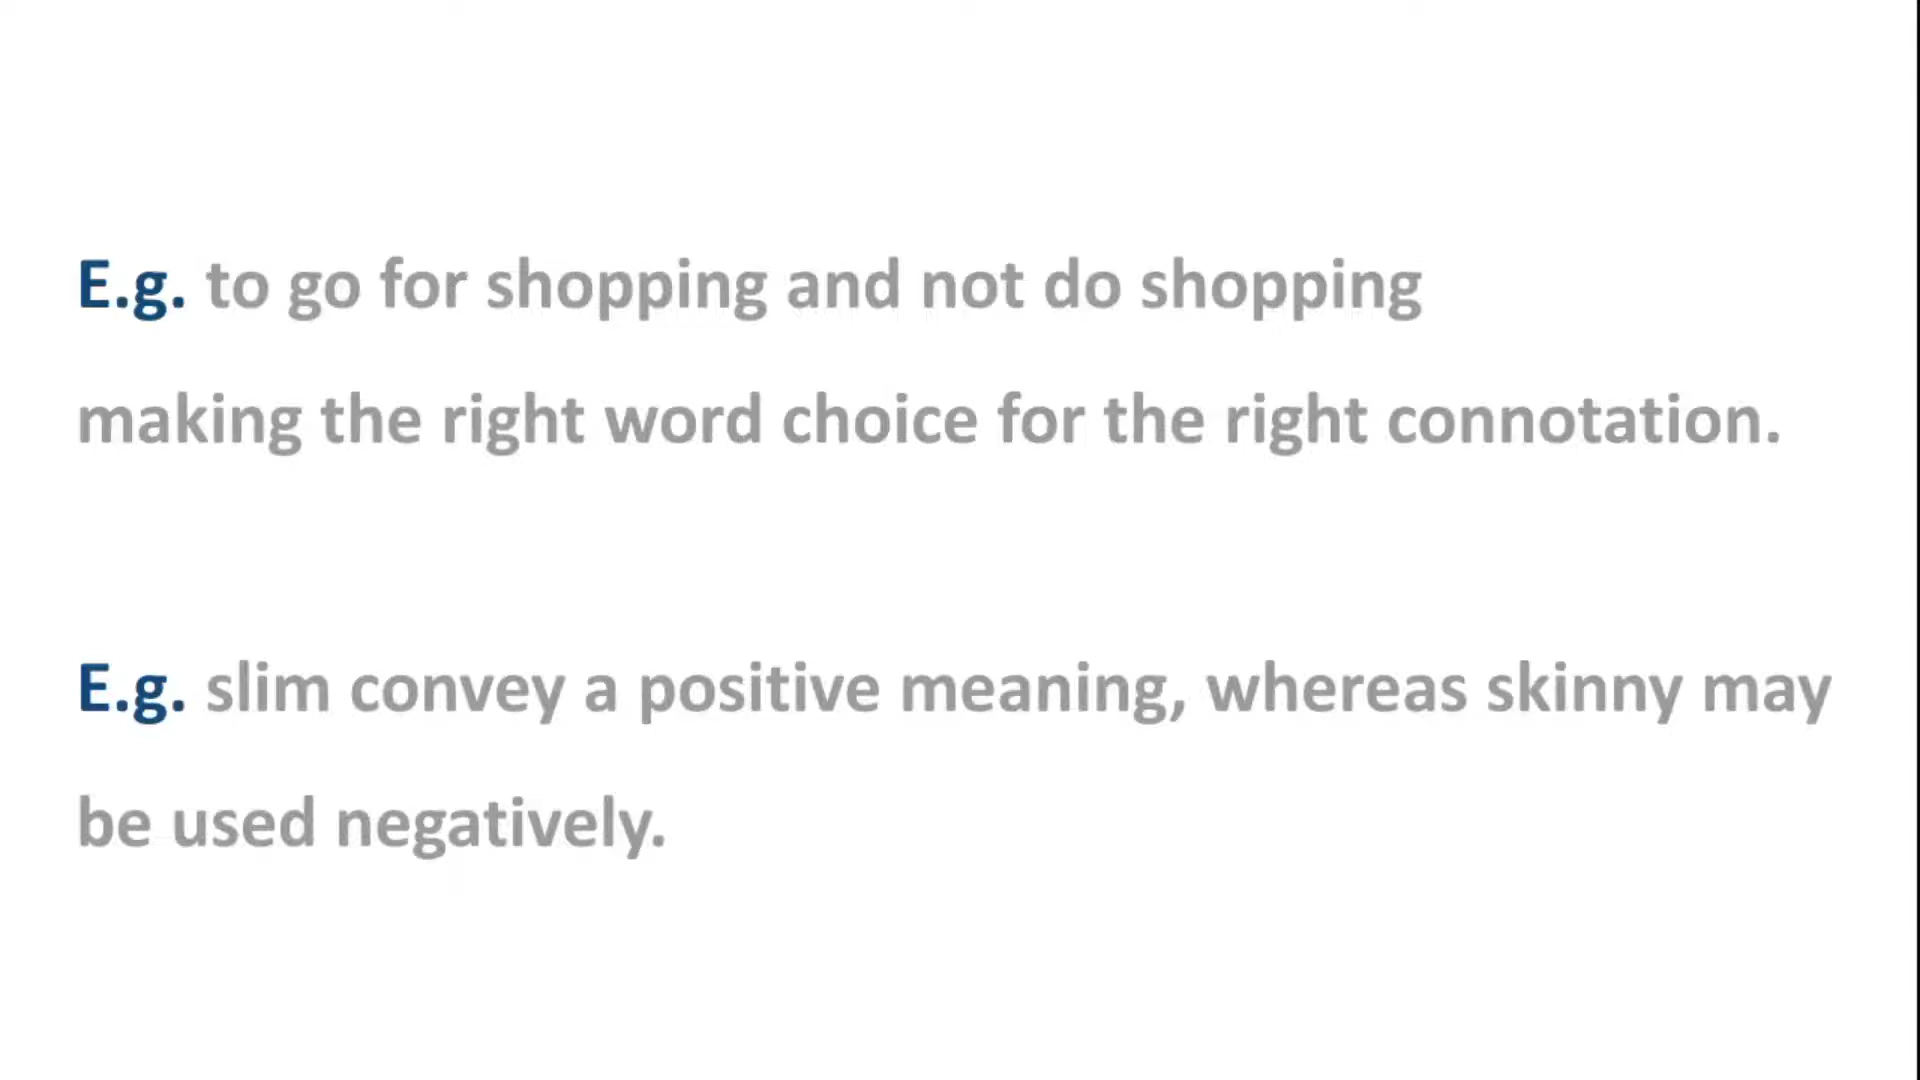 E.g. to go for shopping and not do shopping
making the right word choice for the right connotation.
E.g. slim convey a positive meaning, whereas skinny may
be used negatively.